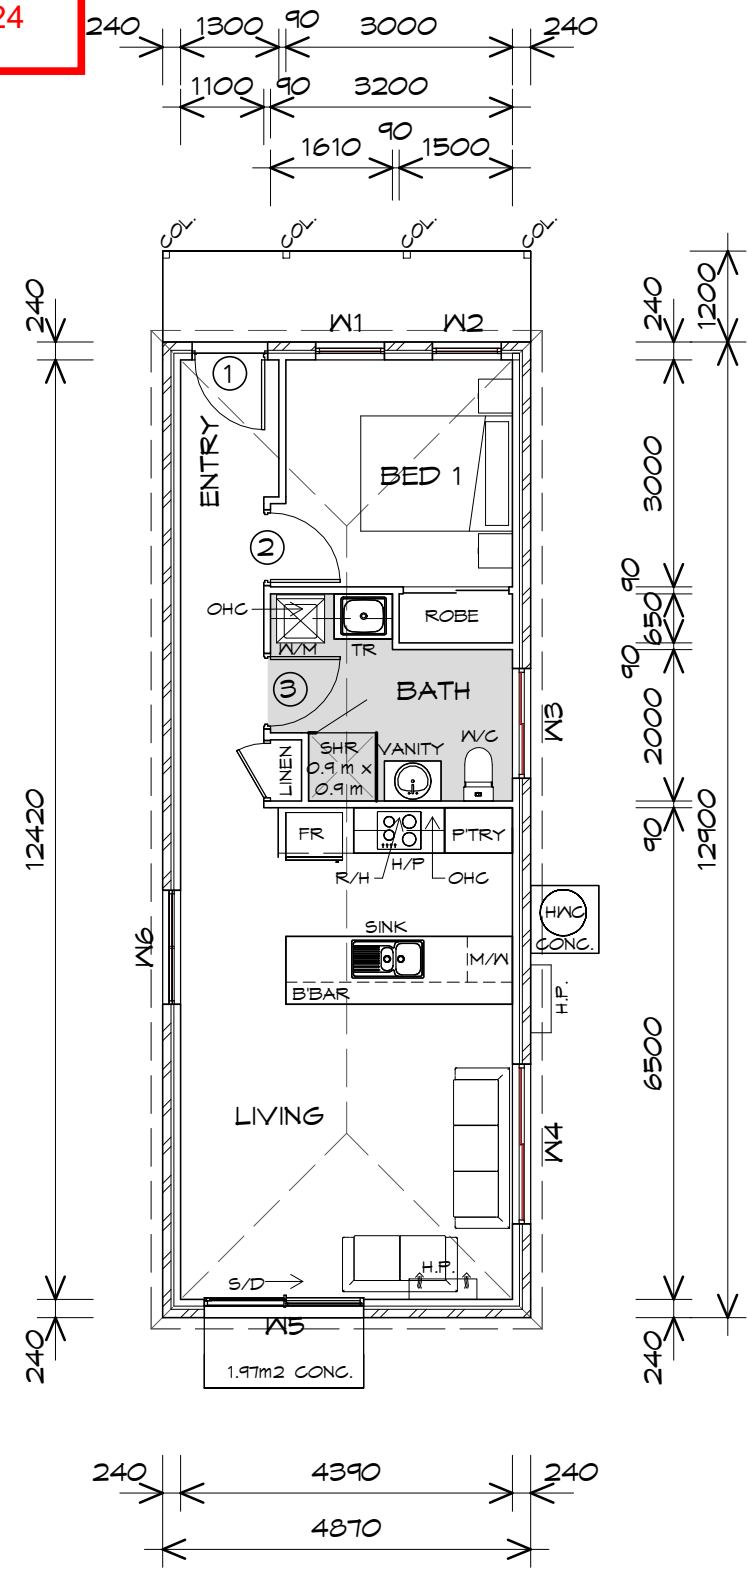 24
240 1300 90 3000 240
1100 90 3200
1610 90 1500
COL. COL. COL. COL.
240 240 1200
W1 W2
1
ENTRY
BED 1
3000
2
90
OHC
ROBE
650
W/M TR
90
3
BATH
W3
2000
LINEN
SHR
0.9 m x
0.9 m
VANITY
W/C
12420
12900
90
FR
P'TRY
R/H H/P OHC
HWC
CONC.
SINK
W6
M/W
B'BAR
H.P.
6500
LIVING
W4
S/D
H.P.
W5
240 240
1.97m2 CONC.
240 4390 240
4870